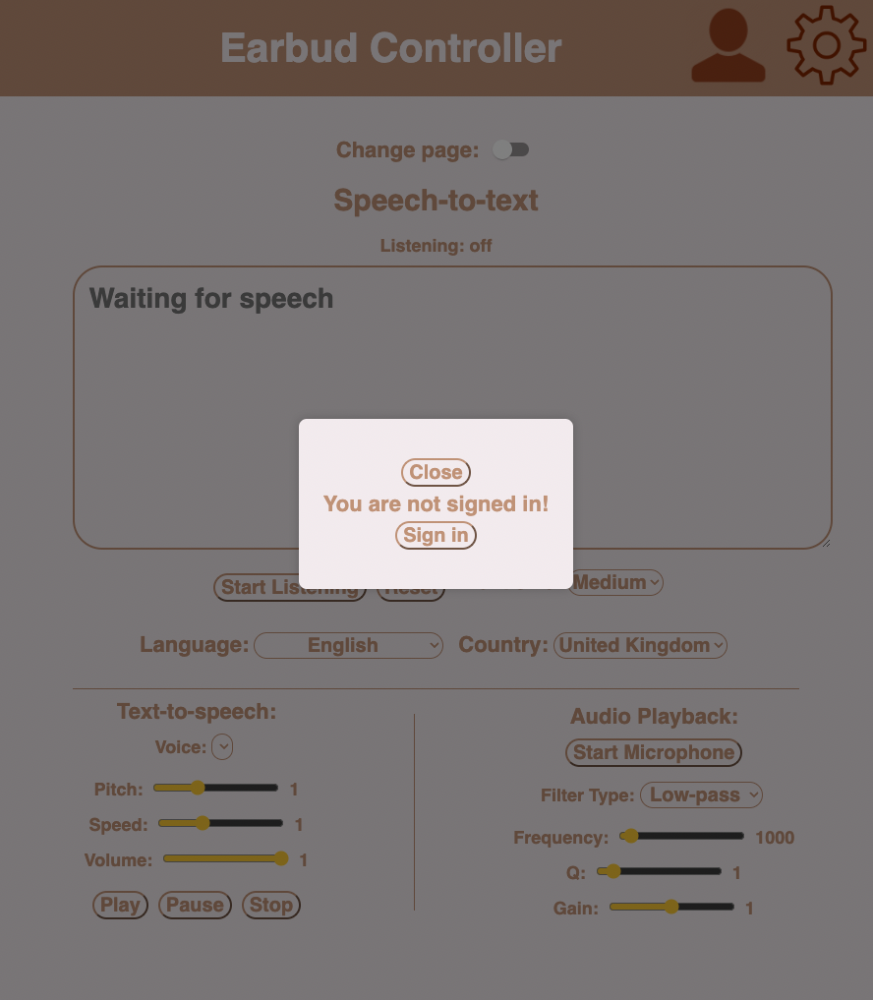 Earbud Controller
Change page:
Speech-to-text
Listening: off
Waiting for speech
Close
You are not signed in!
Sign in
Start Listening Reset Medium
Language: English Country: United Kingdom
Text-to-speech:
Voice:
Pitch: 1
Speed: 1
Volume: 1
Play Pause Stop
Audio Playback:
Start Microphone
Filter Type: Low-pass
Frequency: 1000
Q: 1
Gain: 1